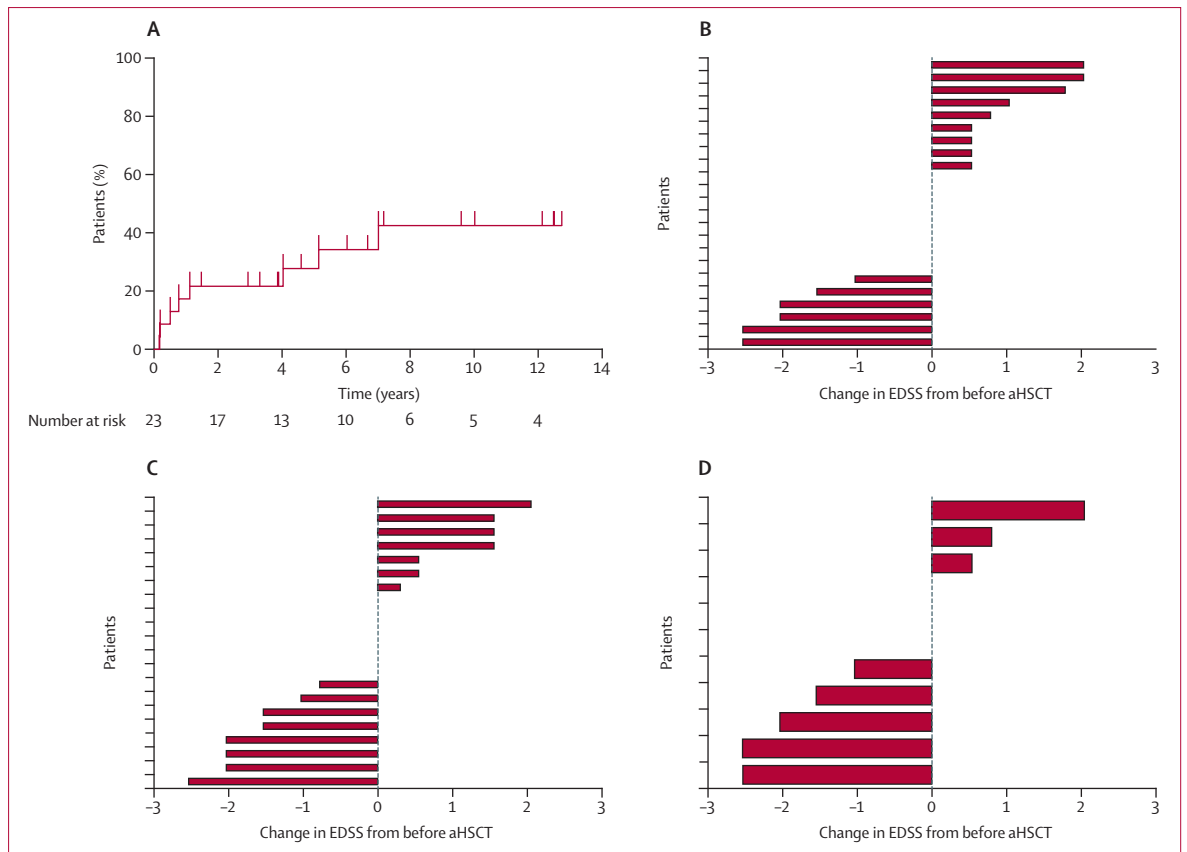 A
100
80
60
40
20
0
Patients (%)
0 2 4 6 8 10 12 14
Time (years)
Number at risk 23 17 13 10 6 5 4
B
Patients
–3 –2 –1 0 1 2 3
Change in EDSS from before aHSCT
C
Patients
–3 –2 –1 0 1 2 3
Change in EDSS from before aHSCT
D
Patients
–3 –2 –1 0 1 2 3
Change in EDSS from before aHSCT